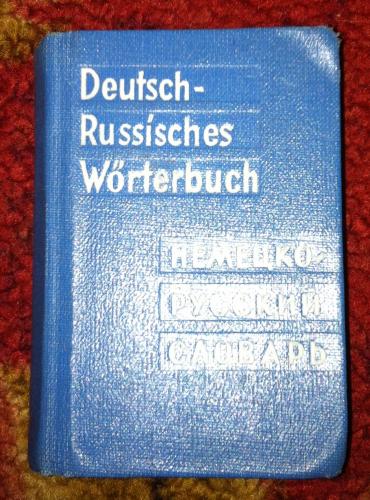 Deutsch-
Russisches
Wörterbuch
НЕМЕЦКО-
РУССКИЙ
СЛОВАРЬ